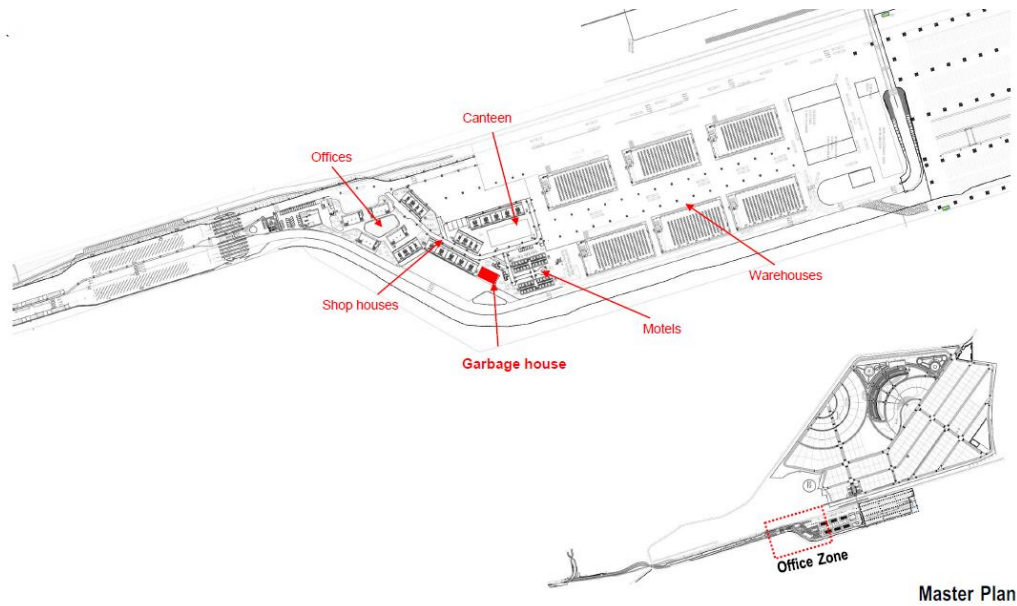 Canteen
Offices
Warehouses
Shop houses
Motels
Garbage house
B
Office Zone
Master Plan